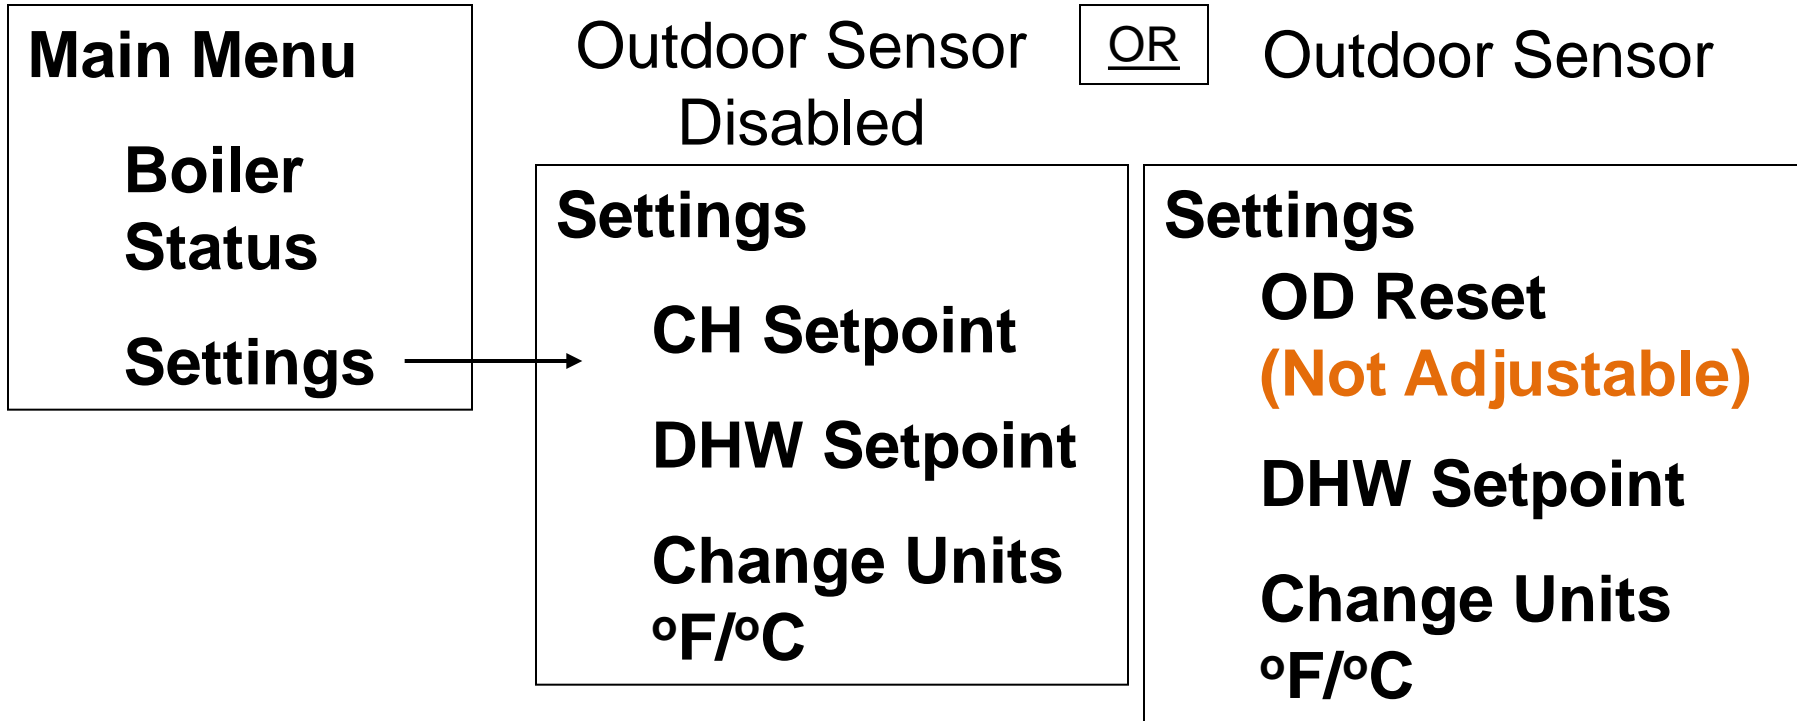 Main Menu
Boiler
Status
Settings
Outdoor Sensor
Disabled
OR
Outdoor Sensor
Settings
CH Setpoint
DHW Setpoint
Change Units
ºF/ºC
Settings
OD Reset
(Not Adjustable)
DHW Setpoint
Change Units
ºF/ºC